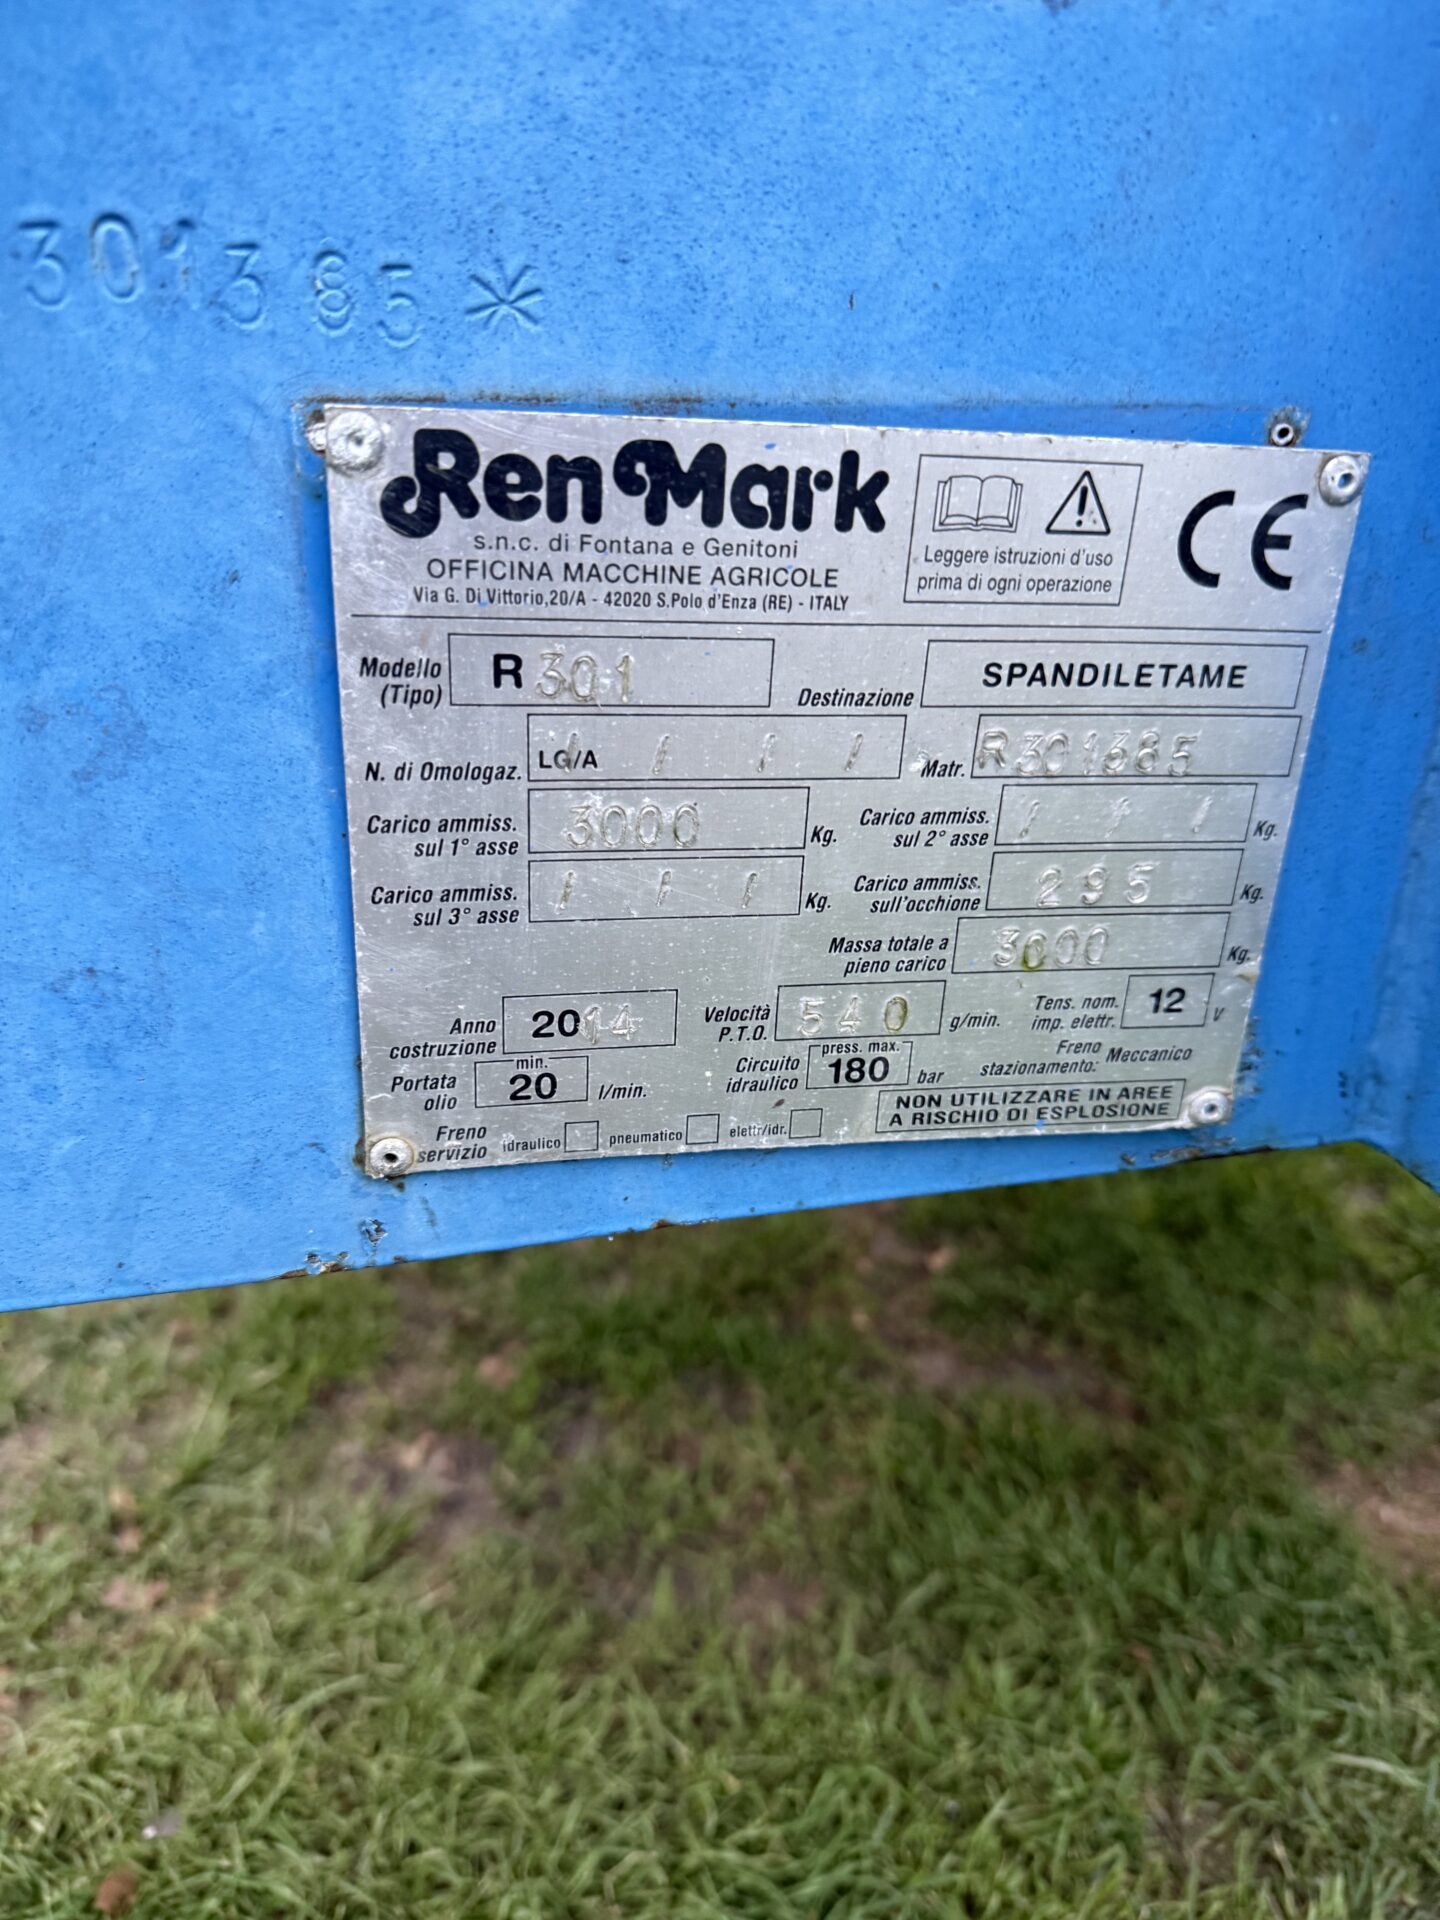 301385*
RenMark
s.n.c. di Fontana e Genitoni
OFFICINA MACCHINE AGRICOLE
Via G. Di Vittorio,20/A - 42020 S.Polo d'Enza (RE) - ITALY
Leggere istruzioni d'uso
prima di ogni operazione
CE
Modello
(Tipo)
R 301
Destinazione
SPANDILETAME
N. di Omologaz.
LG/A / / / /
Matr.
R301385
Carico ammiss.
sul 1° asse
3000
Kg.
Carico ammiss.
sul 2° asse
/ / /
Kg.
Carico ammiss.
sul 3° asse
/ / /
Kg.
Carico ammiss.
sull'occhione
295
Kg.
Massa totale a
pieno carico
3000
Kg.
Anno
costruzione
2014
Velocità
P.T.O.
540
g/min.
Tens. nom.
imp. elettr.
12
V
Portata
olio
min.
20
l/min.
Circuito
idraulico
press. max.
180
bar
Freno
stazionamento: Meccanico
Freno
servizio
idraulico
pneumatico
elettr/idr.
NON UTILIZZARE IN AREE
A RISCHIO DI ESPLOSIONE